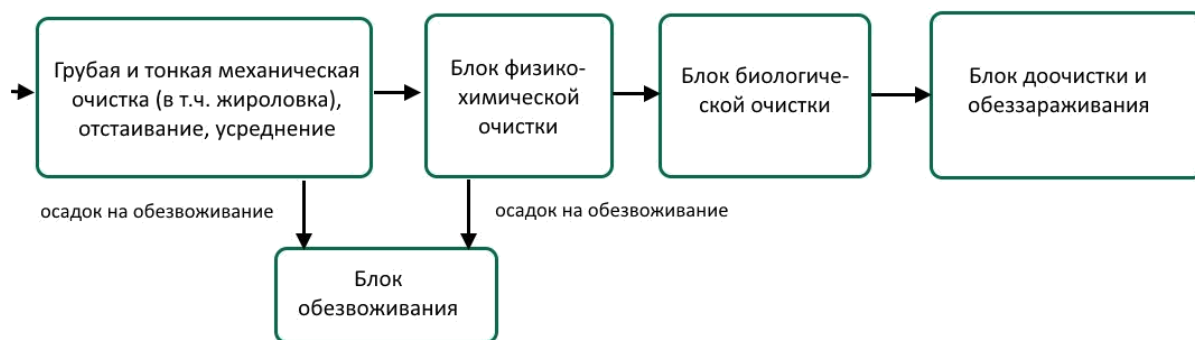 Грубая и тонкая механическая
очистка (в т.ч. жироловка),
отстаивание, усреднение
Блок физико-
химической
очистки
Блок биологиче-
ской очистки
Блок доочистки и
обеззараживания
осадок на обезвоживание
осадок на обезвоживание
Блок
обезвоживания